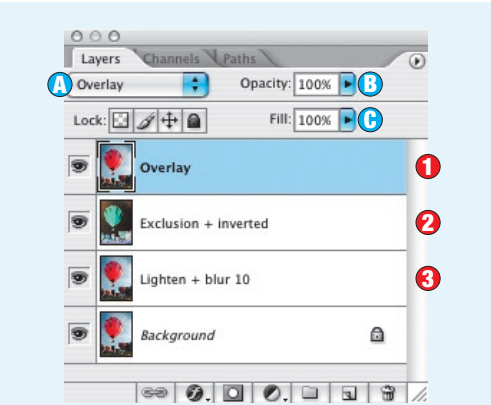 Layers Channels Paths
A Overlay Opacity: 100% B
Lock: Fill: 100% C
Overlay 1
Exclusion + inverted 2
Lighten + blur 10 3
Background